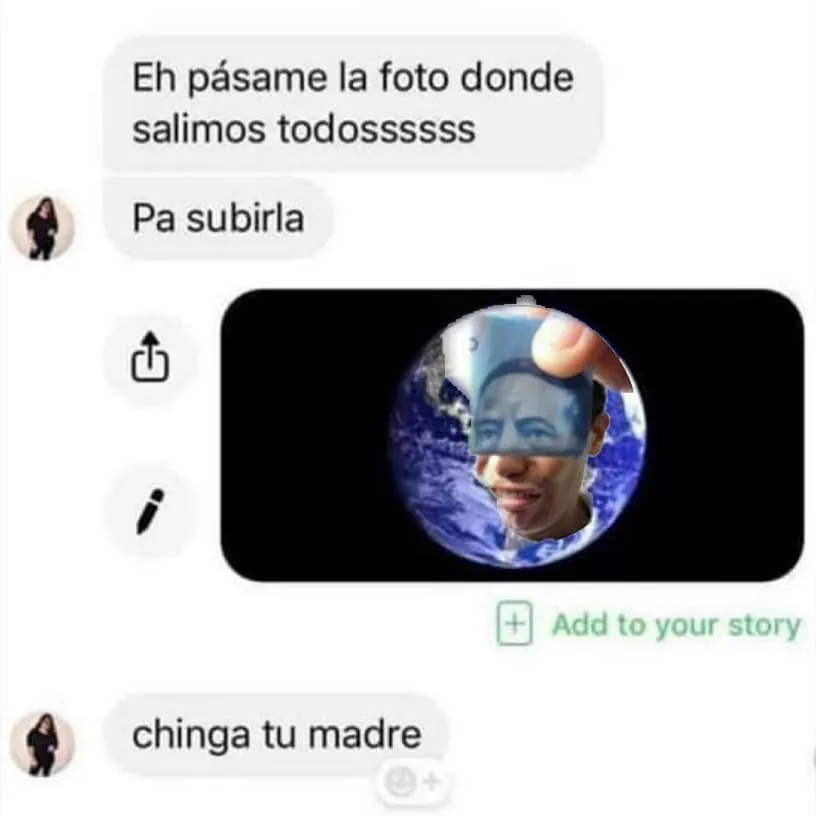 Eh pásame la foto donde
salimos todossssss
Pa subirla
Add to your story
chinga tu madre